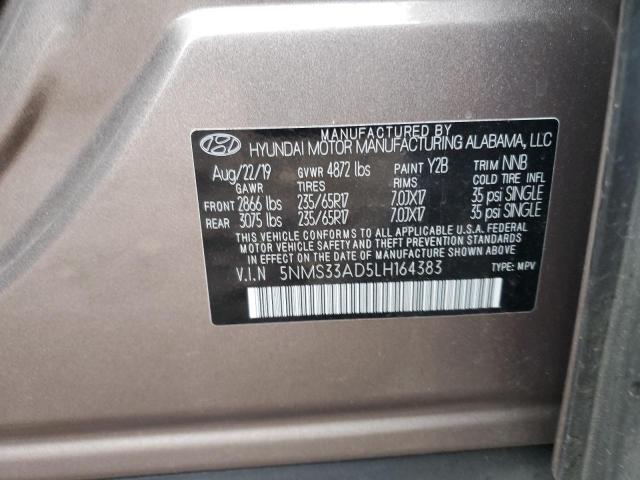 MANUFACTURED BY
HYUNDAI MOTOR MANUFACTURING ALABAMA, LLC
Aug/22/19 GVWR 4872 lbs PAINT Y2B TRIM NNB
GAWR TIRES RIMS COLD TIRE INFL
FRONT 2866 lbs 235/65R17 7.0JX17 35 psi SINGLE
REAR 3075 lbs 235/65R17 7.0JX17 35 psi SINGLE
THIS VEHICLE CONFORMS TO ALL APPLICABLE U.S.A. FEDERAL
MOTOR VEHICLE SAFETY AND THEFT PREVENTION STANDARDS
IN EFFECT ON THE DATE OF MANUFACTURE SHOWN ABOVE.
V.I.N 5NMS33AD5LH164383 TYPE: MPV